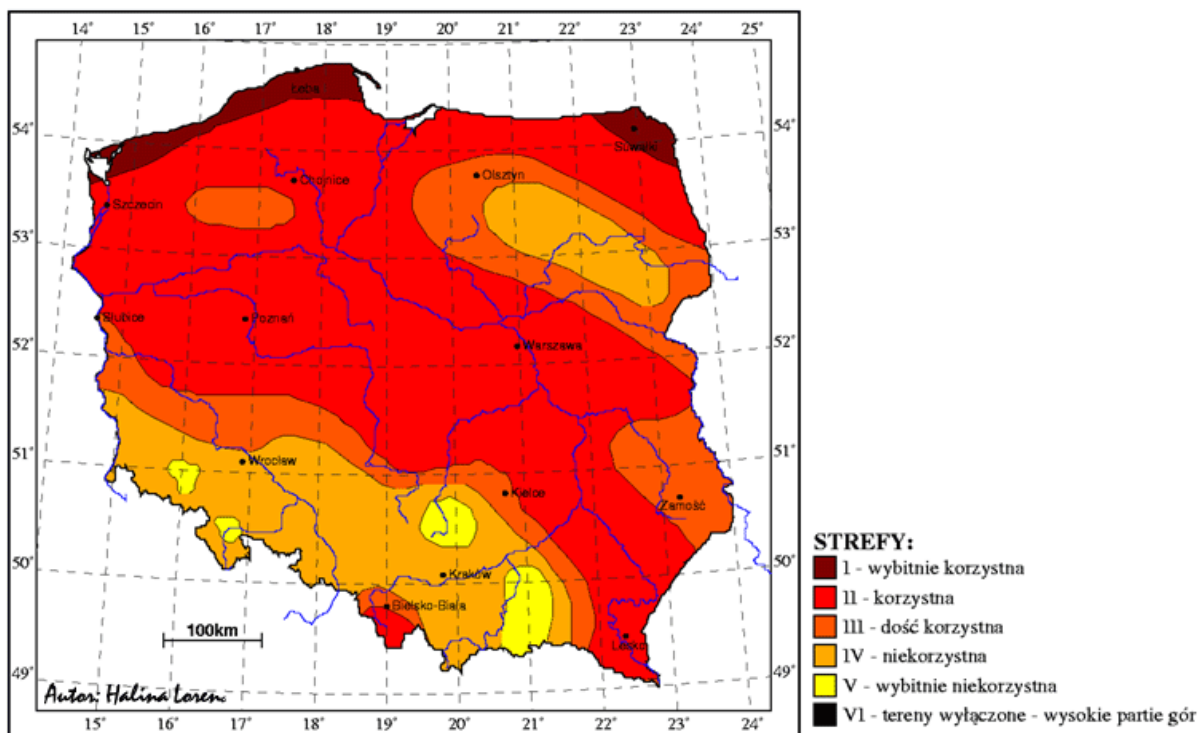 14° 15° 16° 17° 18° 19° 20° 21° 22° 23° 24° 25°
Łeba
54° 54°
Suwałki
Chojnice Olsztyn
Szczecin
53° 53°
Słubice Poznań
Warszawa
52° 52°
51° Wrocław 51°
Kielce Zamość
50° Kraków 50°
Bielsko-Biała
100km Lesko
49° 49°
Autor: Halina Lorenc
15° 16° 17° 18° 19° 20° 21° 22° 23° 24°
STREFY:
I - wybitnie korzystna
II - korzystna
III - dość korzystna
IV - niekorzystna
V - wybitnie niekorzystna
VI - tereny wyłączone - wysokie partie gór